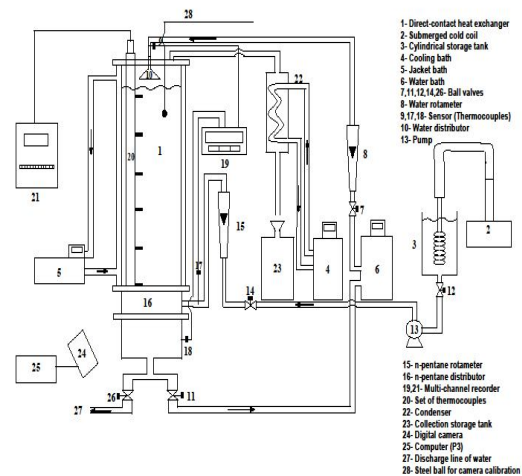 28
1- Direct-contact heat exchanger
2- Submerged cold coil
3- Cylindrical storage tank
4- Cooling bath
5- Jacket bath
6- Water bath
7,11,12,14,26- Ball valves
8- Water rotameter
9,17,18- Sensor (Thermocouples)
10- Water distributor
13- Pump
10
22
20
1
19
8
21
15
7
3
2
5
17
23
4
6
16
14
12
13
18
24
25
26
11
27
15- n-pentane rotameter
16- n-pentane distributor
19,21- Multi-channel recorder
20- Set of thermocouples
22- Condenser
23- Collection storage tank
24- Digital camera
25- Computer (P3)
27- Discharge line of water
28- Steel ball for camera calibration